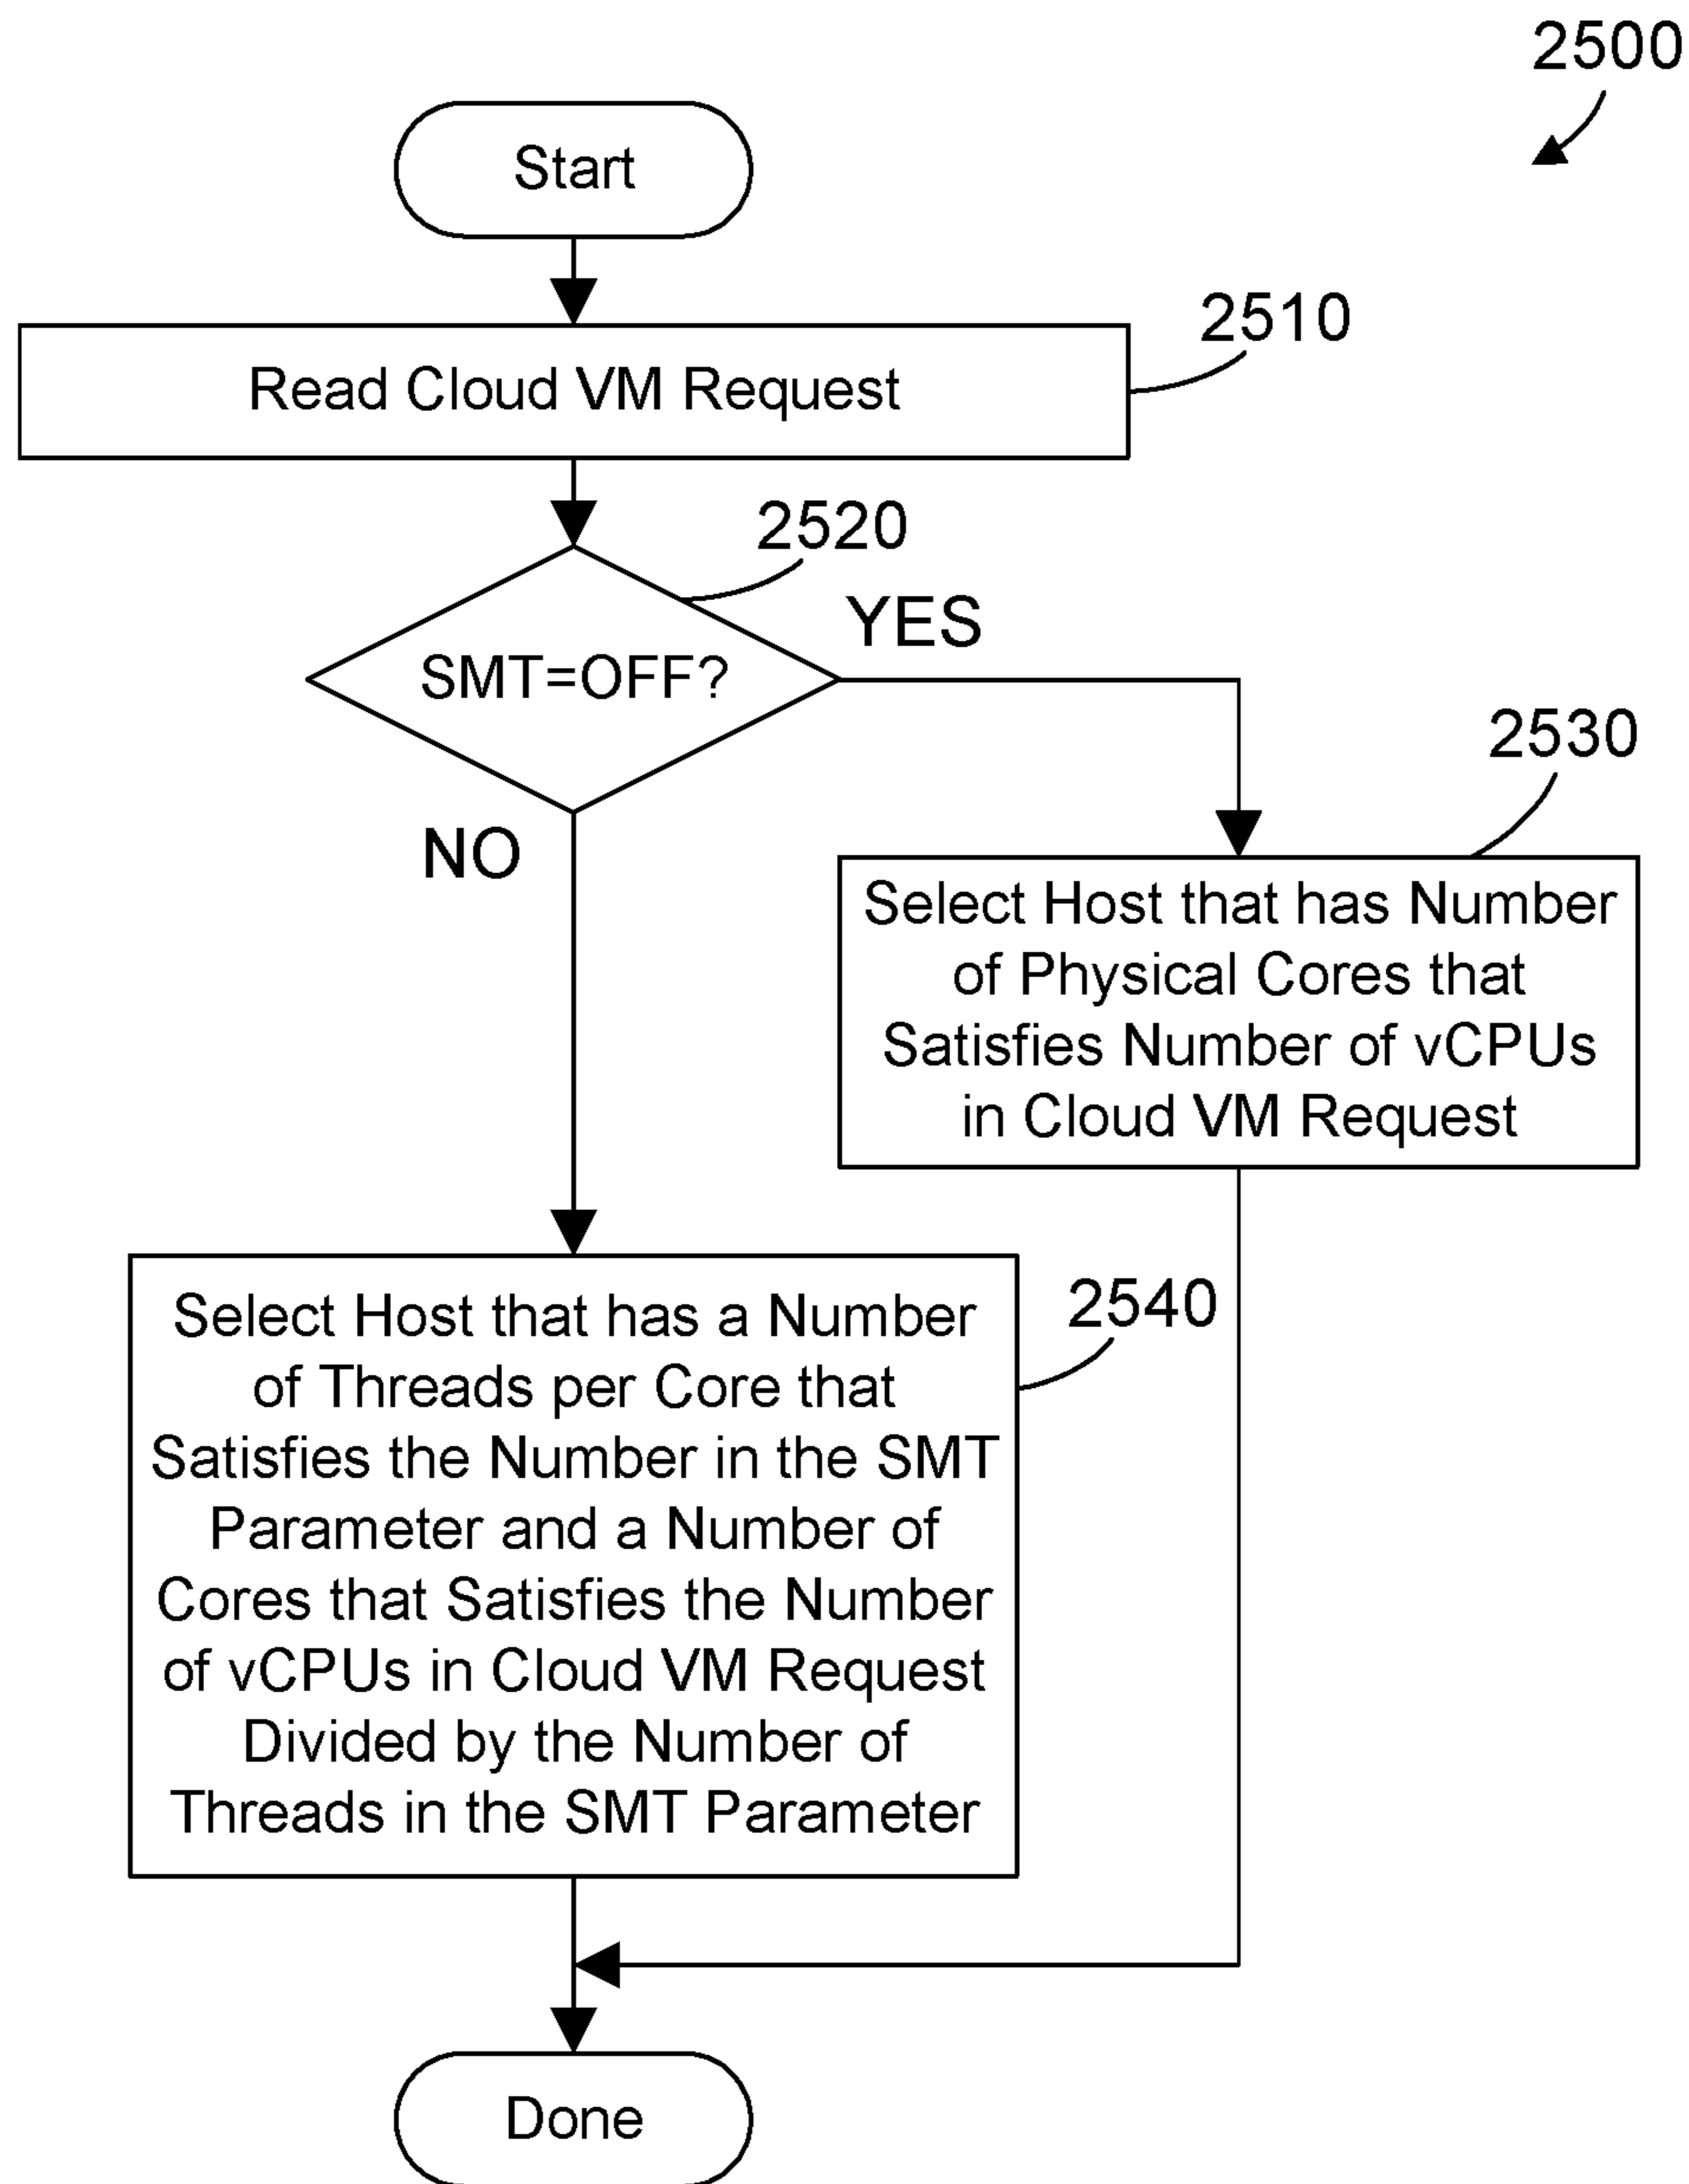 2500
Start
2510
Read Cloud VM Request
2520
YES
SMT=OFF?
2530
NO
Select Host that has Number
of Physical Cores that
Satisfies Number of vCPUs
in Cloud VM Request
2540
Select Host that has a Number
of Threads per Core that
Satisfies the Number in the SMT
Parameter and a Number of
Cores that Satisfies the Number
of vCPUs in Cloud VM Request
Divided by the Number of
Threads in the SMT Parameter
Done